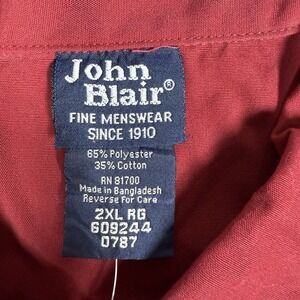 John
Blair®
FINE MENSWEAR
SINCE 1910
65% Polyester
35% Cotton
RN 81700
Made in Bangladesh
Reverse For Care
2XL RG
609244
0787